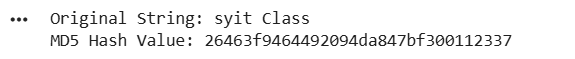 Original String: syit Class
MD5 Hash Value: 26463f9464492094da847bf300112337